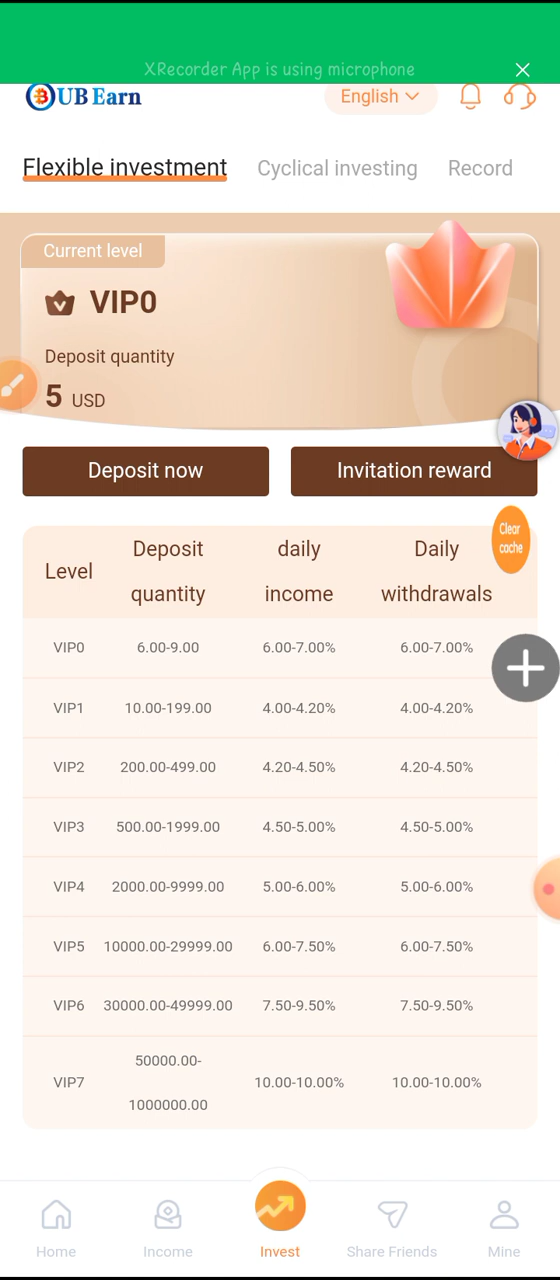 XRecorder App is using microphone
UB Earn
English
Flexible investment Cyclical investing Record
Current level
VIP0
Deposit quantity
5 USD
Deposit now Invitation reward
Clear
cache
Level Deposit quantity daily income Daily withdrawals
VIP0 6.00-9.00 6.00-7.00% 6.00-7.00%
VIP1 10.00-199.00 4.00-4.20% 4.00-4.20%
VIP2 200.00-499.00 4.20-4.50% 4.20-4.50%
VIP3 500.00-1999.00 4.50-5.00% 4.50-5.00%
VIP4 2000.00-9999.00 5.00-6.00% 5.00-6.00%
VIP5 10000.00-29999.00 6.00-7.50% 6.00-7.50%
VIP6 30000.00-49999.00 7.50-9.50% 7.50-9.50%
VIP7 50000.00-1000000.00 10.00-10.00% 10.00-10.00%
Home Income Invest Share Friends Mine